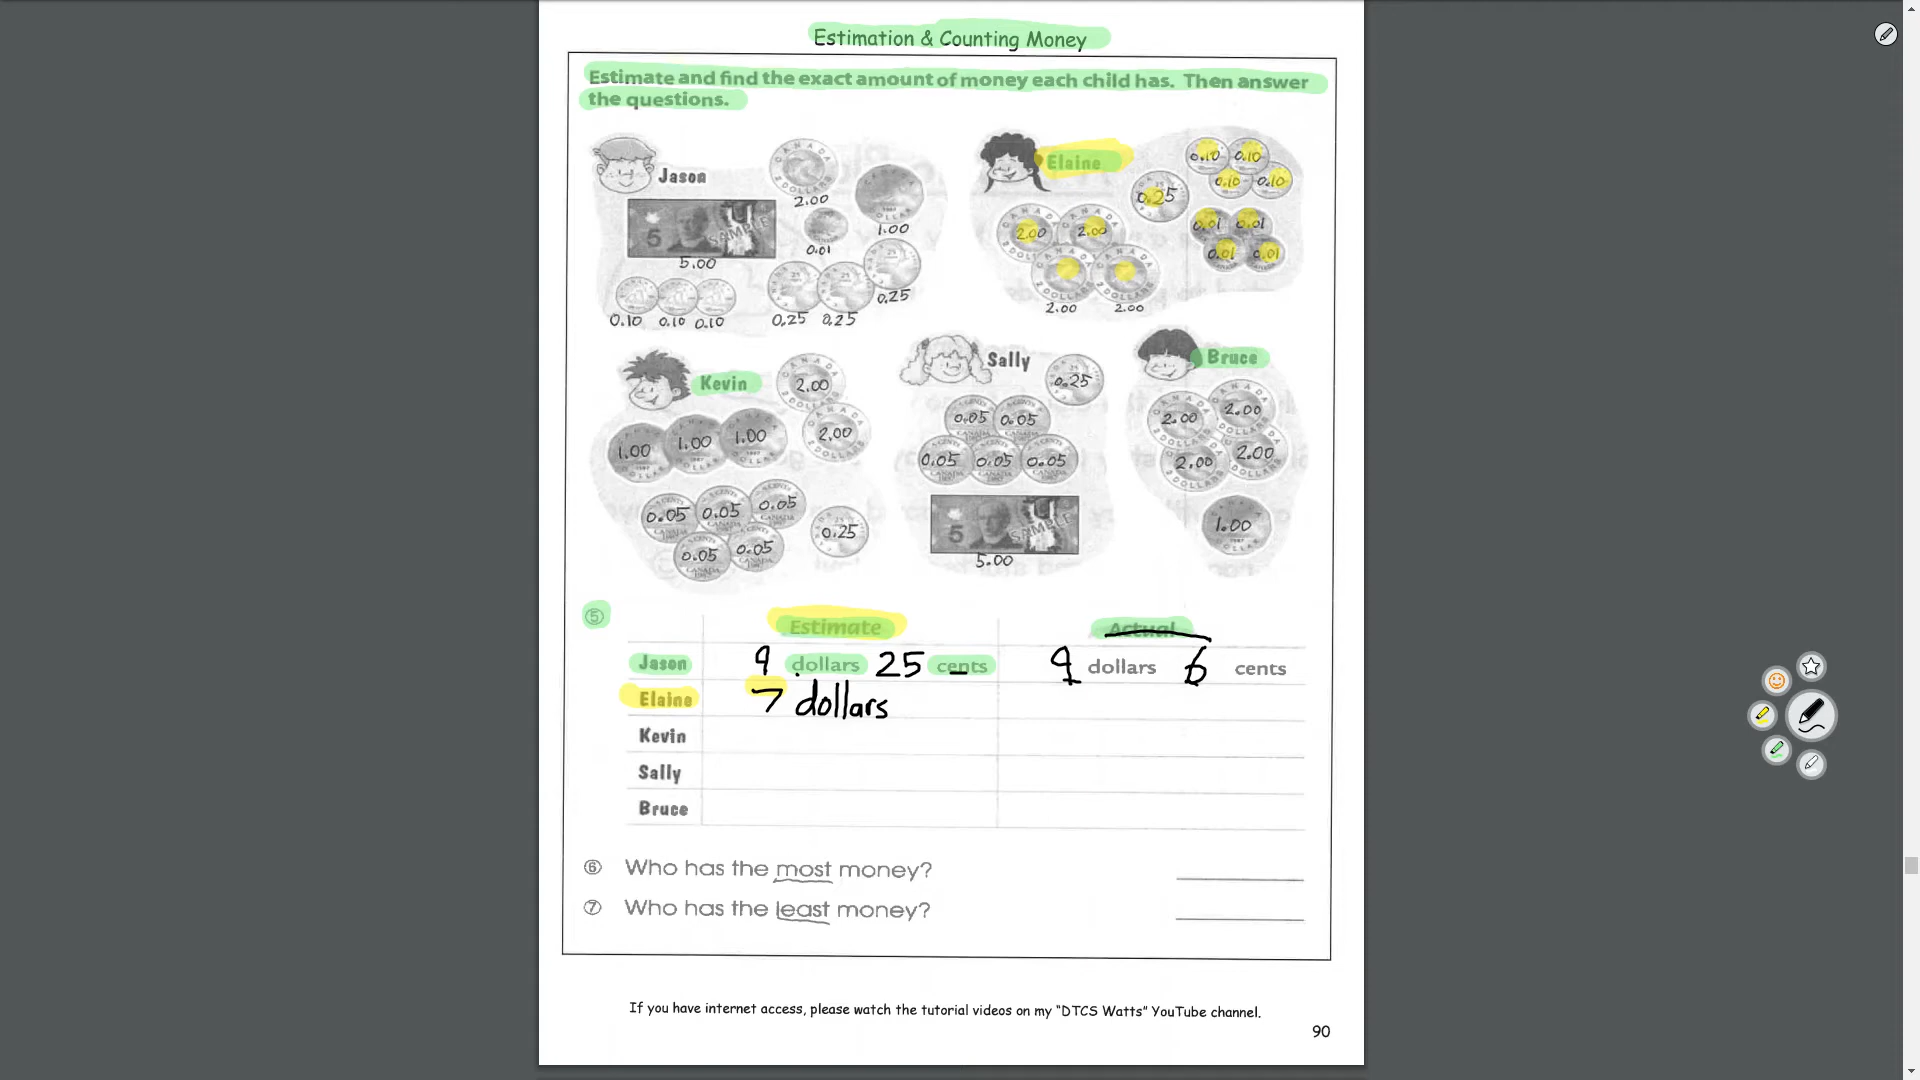 Estimation & Counting Money
Estimate and find the exact amount of money each child has. Then answer
the questions.
Jason
2.00
1.00
0.01
5
SAMPLE
5.00
0.10 0.10 0.10
0.25 0.25
0.25
Elaine
0.25
0.10 0.10
0.10 0.10
0.01 0.01
0.01 0.01
2.00 2.00
2.00 2.00
Kevin
2.00
2.00
1.00 1.00 1.00
0.05 0.05 0.05
0.05 0.05
0.25
Sally
0.25
0.05 0.05
0.05 0.05 0.05
5
SAMPLE
5.00
Bruce
2.00 2.00
2.00 2.00
1.00
5
Estimate Actual
Jason 9 dollars 25 cents 9 dollars 6 cents
Elaine 7 dollars
Kevin
Sally
Bruce
6 Who has the most money?
7 Who has the least money?
If you have internet access, please watch the tutorial videos on my "DTCS Watts" YouTube channel.
90